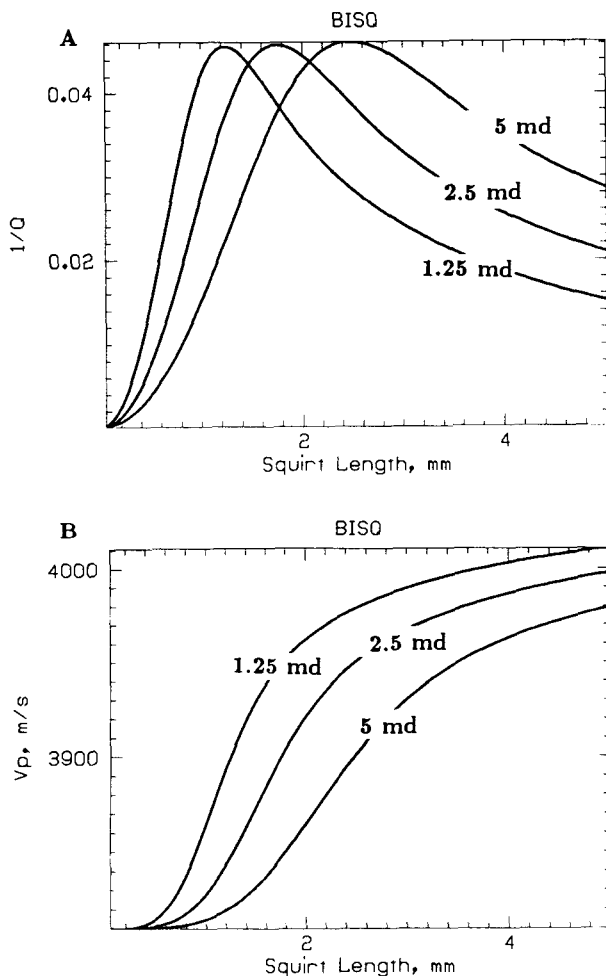 BISQ
A
0.04
0.02
1/Q
5 md
2.5 md
1.25 md
2
4
Squirt Length, mm
BISQ
B
4000
3900
Vp, m/s
1.25 md
2.5 md
5 md
2
4
Squirt Length, mm